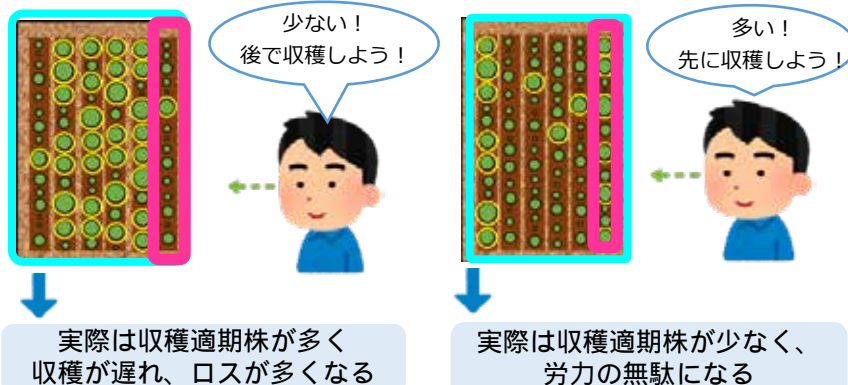 少ない！
後で収穫しよう！
多い！
先に収穫しよう！
実際は収穫適期株が多く
収穫が遅れ、ロスが多くなる
実際は収穫適期株が少なく、
労力の無駄になる